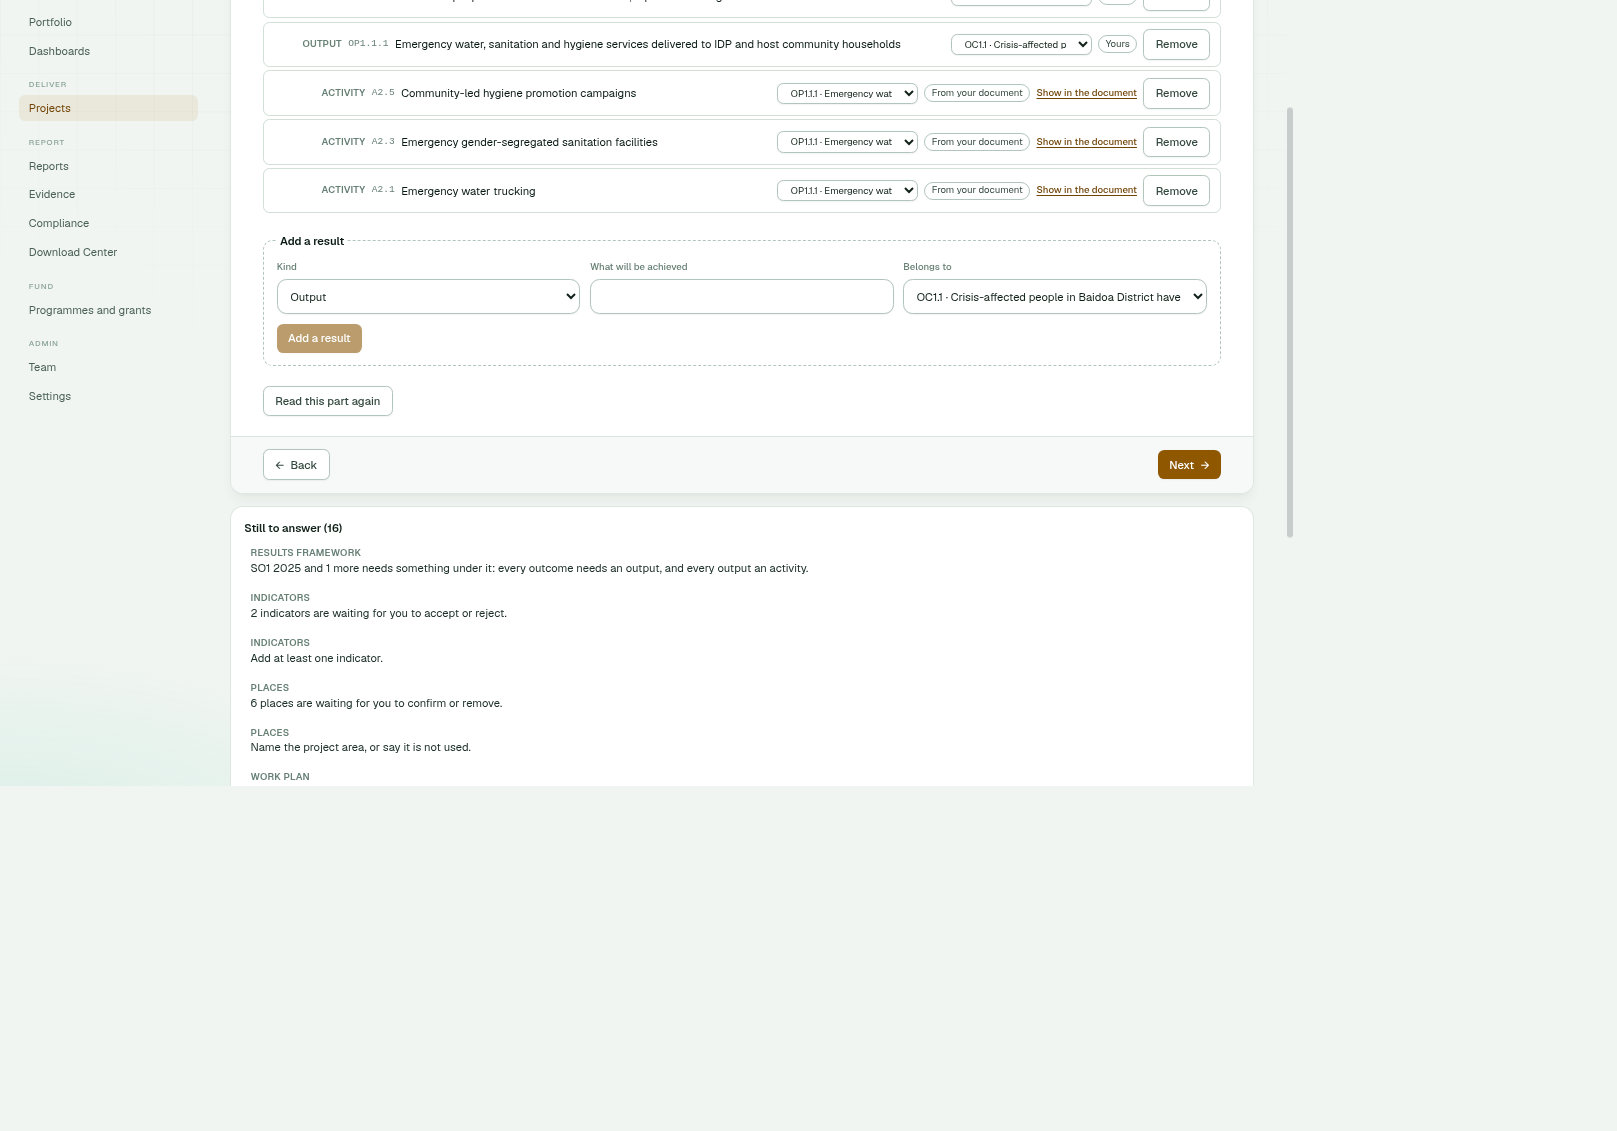 Portfolio
Dashboards
DELIVER
Projects
REPORT
Reports
Evidence
Compliance
Download Center
FUND
Programmes and grants
ADMIN
Team
Settings
OUTPUT OP1.1.1 Emergency water, sanitation and hygiene services delivered to IDP and host community households OC1.1 · Crisis-affected p Yours Remove
ACTIVITY A2.5 Community-led hygiene promotion campaigns OP1.1.1 · Emergency wat From your document Show in the document Remove
ACTIVITY A2.3 Emergency gender-segregated sanitation facilities OP1.1.1 · Emergency wat From your document Show in the document Remove
ACTIVITY A2.1 Emergency water trucking OP1.1.1 · Emergency wat From your document Show in the document Remove
Add a result
Kind What will be achieved Belongs to
Output OC1.1 · Crisis-affected people in Baidoa District have
Add a result
Read this part again
← Back Next →
Still to answer (16)
RESULTS FRAMEWORK
SO1 2025 and 1 more needs something under it: every outcome needs an output, and every output an activity.
INDICATORS
2 indicators are waiting for you to accept or reject.
INDICATORS
Add at least one indicator.
PLACES
6 places are waiting for you to confirm or remove.
PLACES
Name the project area, or say it is not used.
WORK PLAN